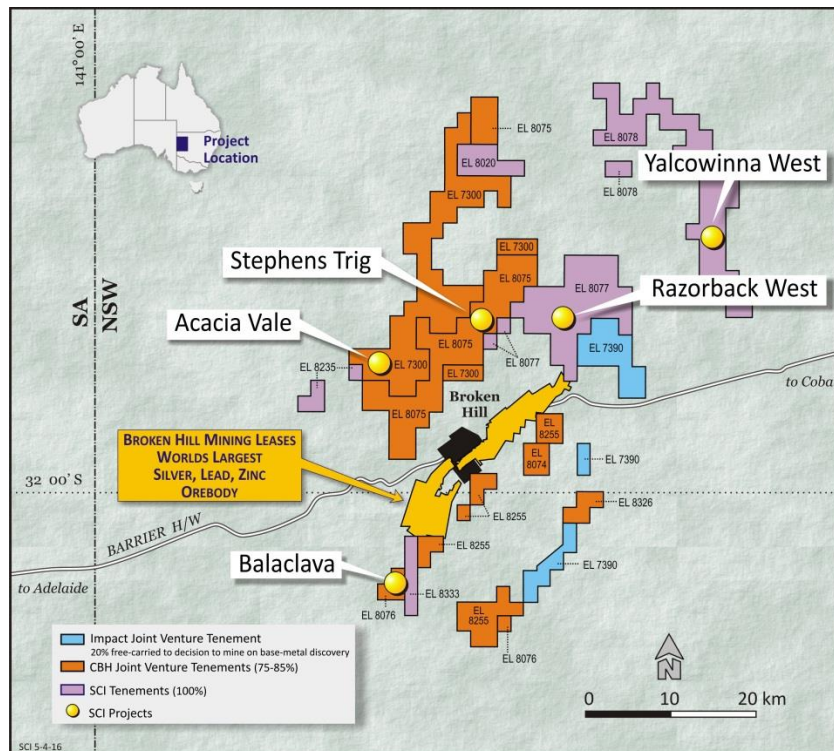 141°00' E
Project
Location
EL 8075
EL 8020
EL 7300
EL 8078
EL 8078
Yalcowinna West
Stephens Trig
EL 7300
EL 8075
EL 8077
Razorback West
SA
NSW
Acacia Vale
EL 8075
EL 8077
EL 7390
EL 7300
EL 7300
EL 8235
EL 8075
to Coba
Broken
Hill
BROKEN HILL MINING LEASES
WORLDS LARGEST
SILVER, LEAD, ZINC
OREBODY
EL
8255
EL
8074
EL 7390
32 00' S
EL 8255
EL 8326
BARRIER H/W
EL 8255
EL 7390
Balaclava
to Adelaide
EL 8076
EL 8333
EL
8255
EL 8076
Impact Joint Venture Tenement
20% free-carried to decision to mine on base-metal discovery
CBH Joint Venture Tenements (75-85%)
SCI Tenements (100%)
SCI Projects
N
0 10 20 km
SCI 5-4-16